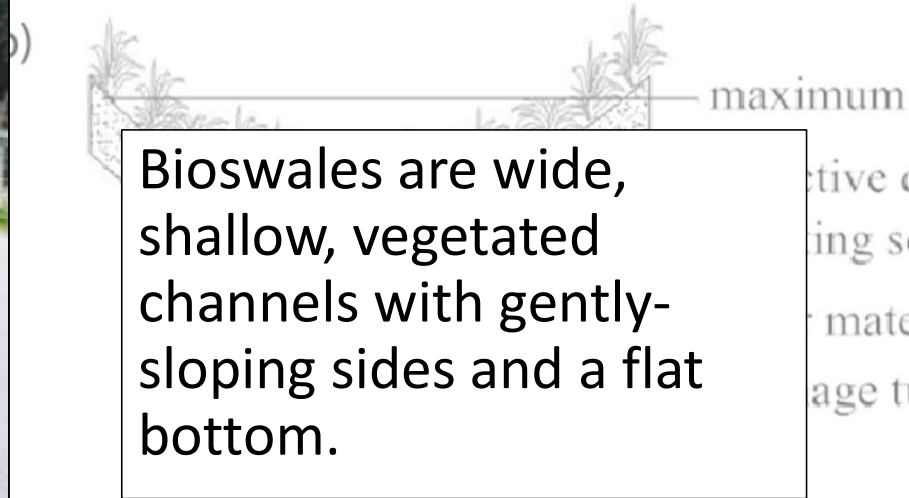 maximum
Bioswales are wide,
shallow, vegetated
channels with gently-
sloping sides and a flat
bottom.